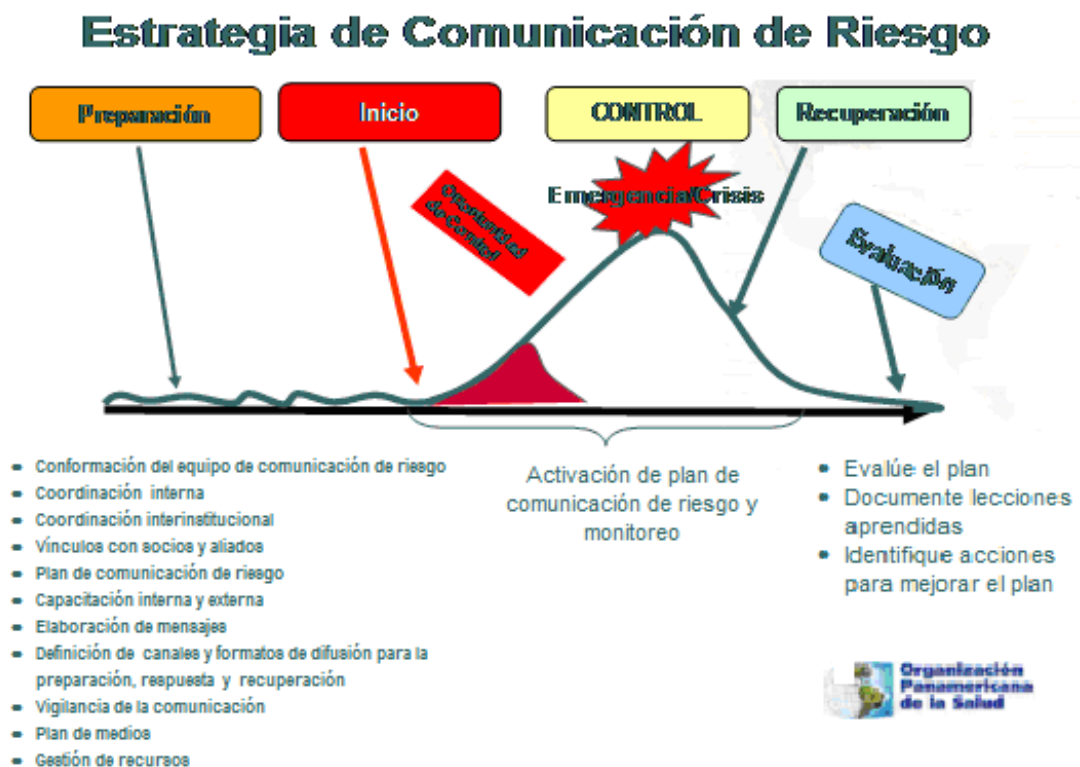 Estrategia de Comunicación de Riesgo
Preparación
Inicio
CONTROL
Recuperación
Oportunidad
de Control
Emergencia/Crisis
Evaluación
Conformación del equipo de comunicación de riesgo
Coordinación interna
Coordinación interinstitucional
Vínculos con socios y aliados
Plan de comunicación de riesgo
Capacitación interna y externa
Elaboración de mensajes
Definición de canales y formatos de difusión para la
preparación, respuesta y recuperación
Vigilancia de la comunicación
Plan de medios
Gestión de recursos
Activación de plan de
comunicación de riesgo y
monitoreo
Evalúe el plan
Documente lecciones
aprendidas
Identifique acciones
para mejorar el plan
Organización
Panamericana
de la Salud